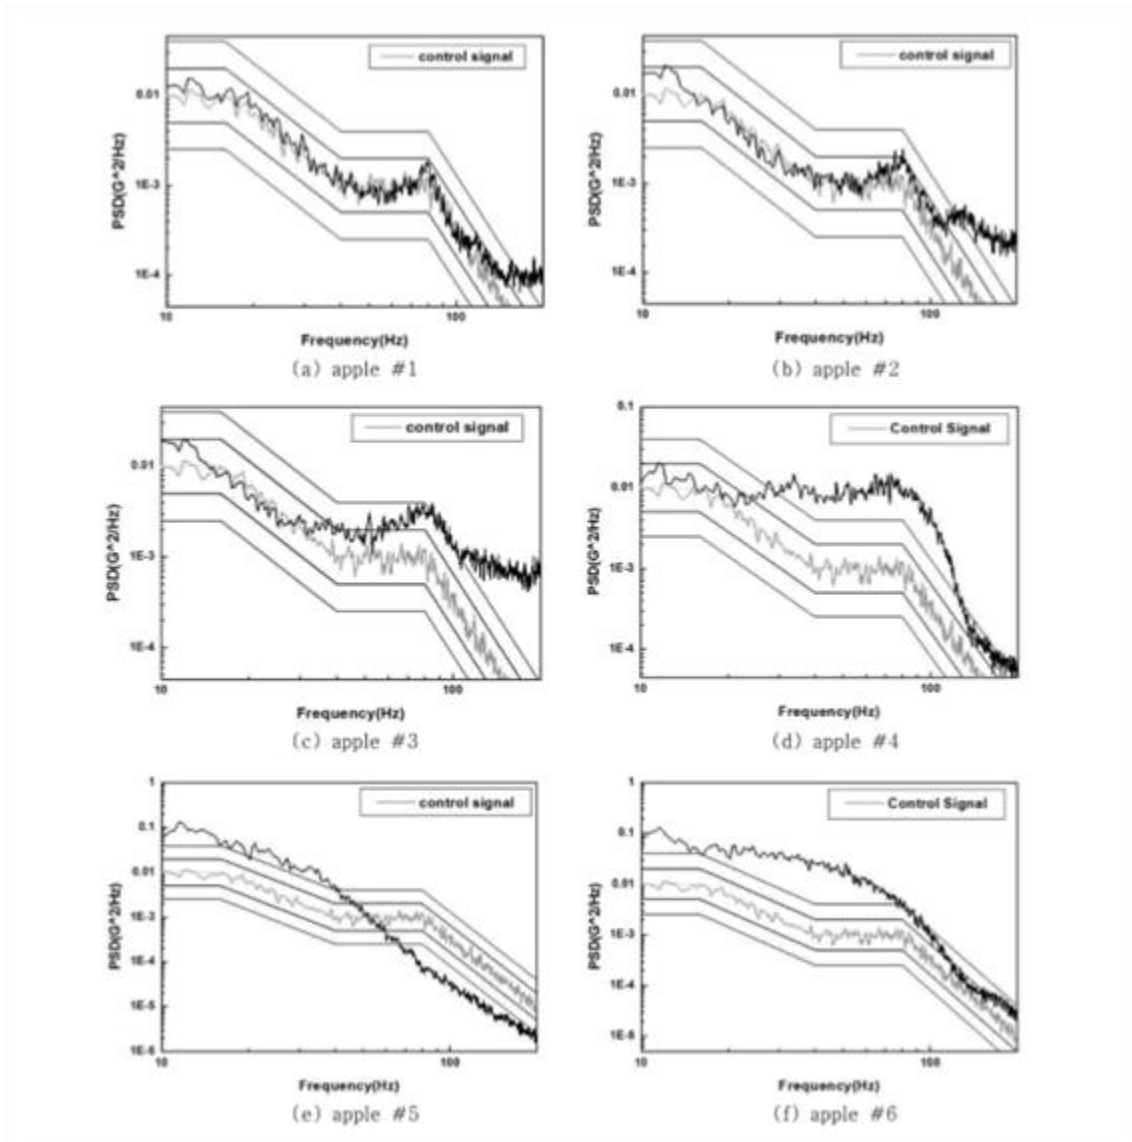 control signal
0.01
1E-3
1E-4
PSD(G^2/Hz)
10
100
Frequency(Hz)
(a) apple #1
control signal
0.01
1E-3
1E-4
PSD(G^2/Hz)
10
100
Frequency(Hz)
(b) apple #2
control signal
0.01
1E-3
1E-4
PSD(G^2/Hz)
10
100
Frequency(Hz)
(c) apple #3
Control Signal
0.1
0.01
1E-3
1E-4
PSD(G^2/Hz)
10
100
Frequency(Hz)
(d) apple #4
control signal
1
0.1
0.01
1E-3
1E-4
1E-5
1E-6
PSD(G^2/Hz)
10
100
Frequency(Hz)
(e) apple #5
Control Signal
1
0.1
0.01
1E-3
1E-4
1E-5
PSD(G^2/Hz)
10
100
Frequency(Hz)
(f) apple #6